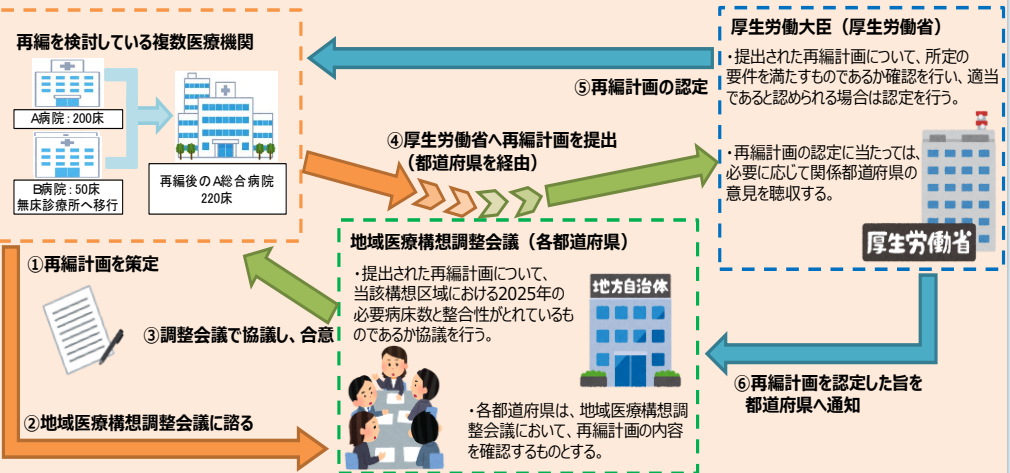 再編を検討している複数医療機関
A病院：200床
B病院：50床
無床診療所へ移行
再編後のA総合病院
220床
①再編計画を策定
②地域医療構想調整会議に諮る
③調整会議で協議し、合意
④厚生労働省へ再編計画を提出
（都道府県を経由）
⑤再編計画の認定
地域医療構想調整会議（各都道府県）
・提出された再編計画について、
当該構想区域における2025年の
必要病床数と整合性がとれているも
のであるか協議を行う。
地方自治体
・各都道府県は、地域医療構想調
整会議において、再編計画の内容
を確認するものとする。
厚生労働大臣（厚生労働省）
・提出された再編計画について、所定の
要件を満たすものであるか確認を行い、適当
であると認められる場合は認定を行う。
・再編計画の認定に当たっては、
必要に応じて関係都道府県の
意見を聴収する。
厚生労働省
⑥再編計画を認定した旨を
都道府県へ通知